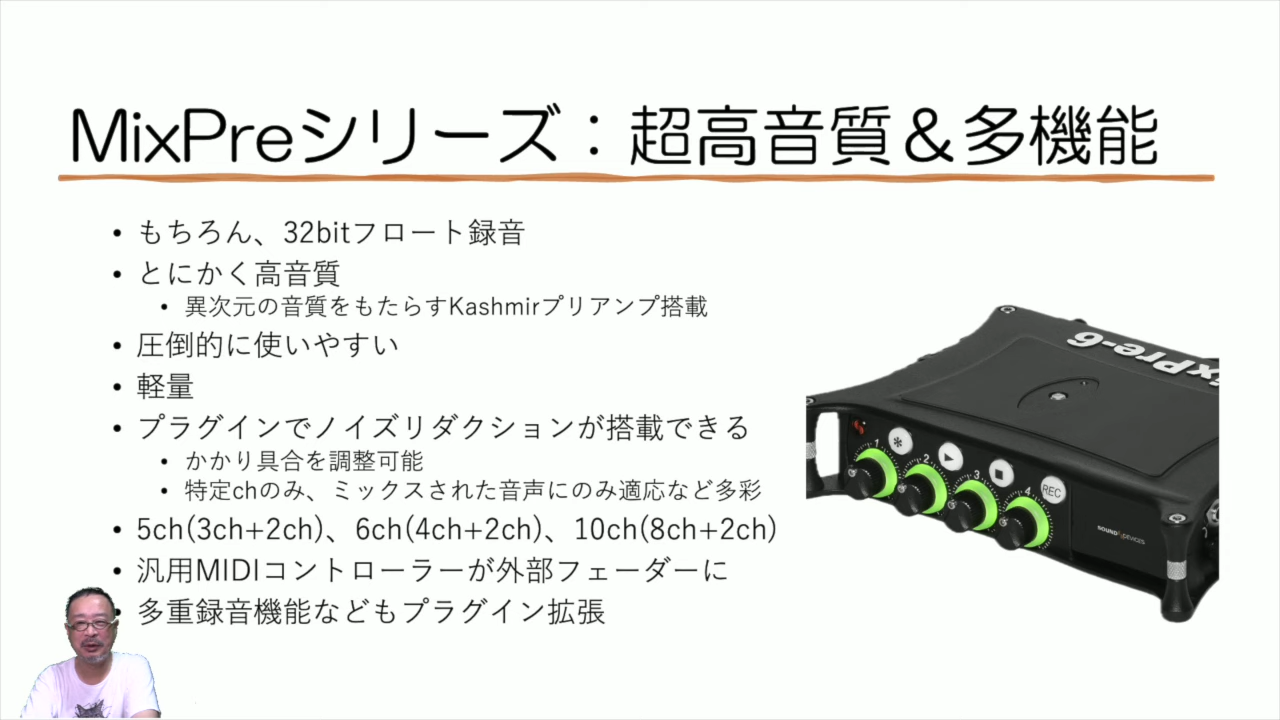 MixPreシリーズ：超高音質＆多機能
• もちろん、32bitフロート録音
• とにかく高音質
• 異次元の音質をもたらすKashmirプリアンプ搭載
• 圧倒的に使いやすい
• 軽量
• プラグインでノイズリダクションが搭載できる
• かかり具合を調整可能
• 特定chのみ、ミックスされた音声にのみ適応など多彩
• 5ch(3ch+2ch)、6ch(4ch+2ch)、10ch(8ch+2ch)
• 汎用MIDIコントローラーが外部フェーダーに
• 多重録音機能などもプラグイン拡張
ixPre-6
1 2 3 4
REC
SOUND DEVICES